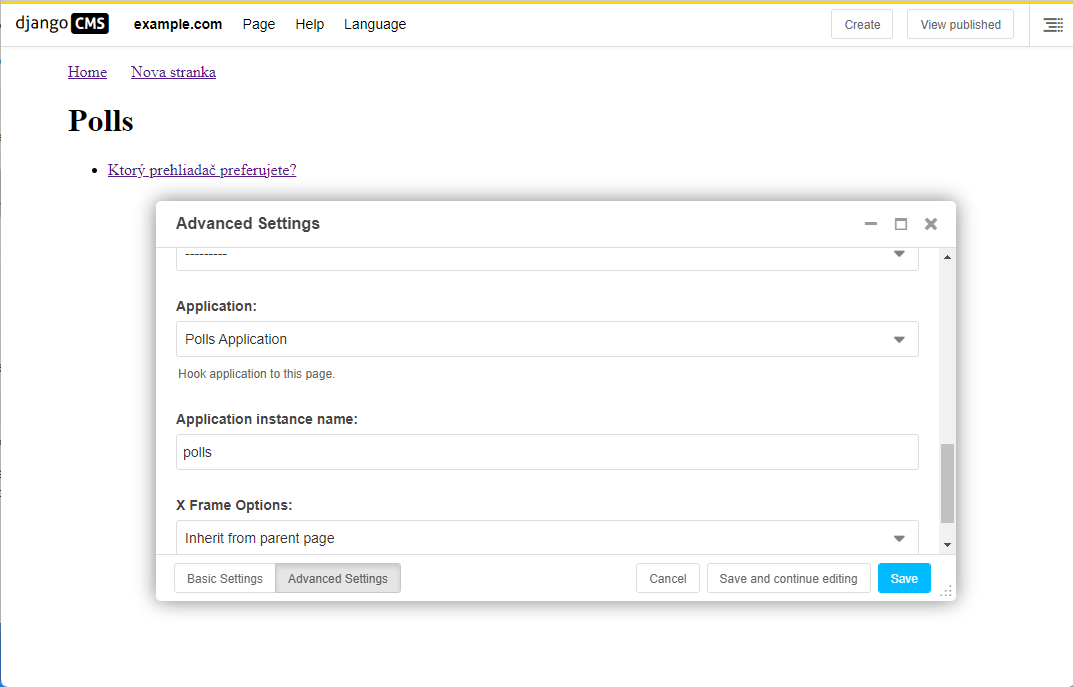 django CMS example.com Page Help Language Create View published
Home Nova stranka
Polls
Ktorý prehliadač preferujete?
Advanced Settings
---------
Application:
Polls Application
Hook application to this page.
Application instance name:
polls
X Frame Options:
Inherit from parent page
Basic Settings Advanced Settings Cancel Save and continue editing Save